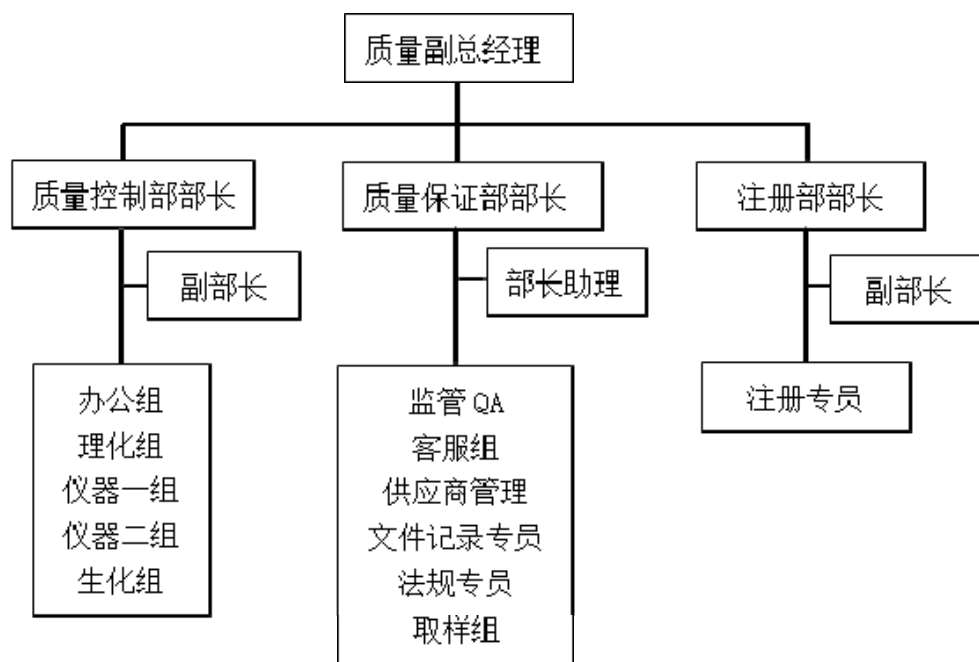 质量副总经理
质量控制部部长
质量保证部部长
注册部部长
副部长
部长助理
副部长
办公组
理化组
仪器一组
仪器二组
生化组
监管 QA
客服组
供应商管理
文件记录专员
法规专员
取样组
注册专员